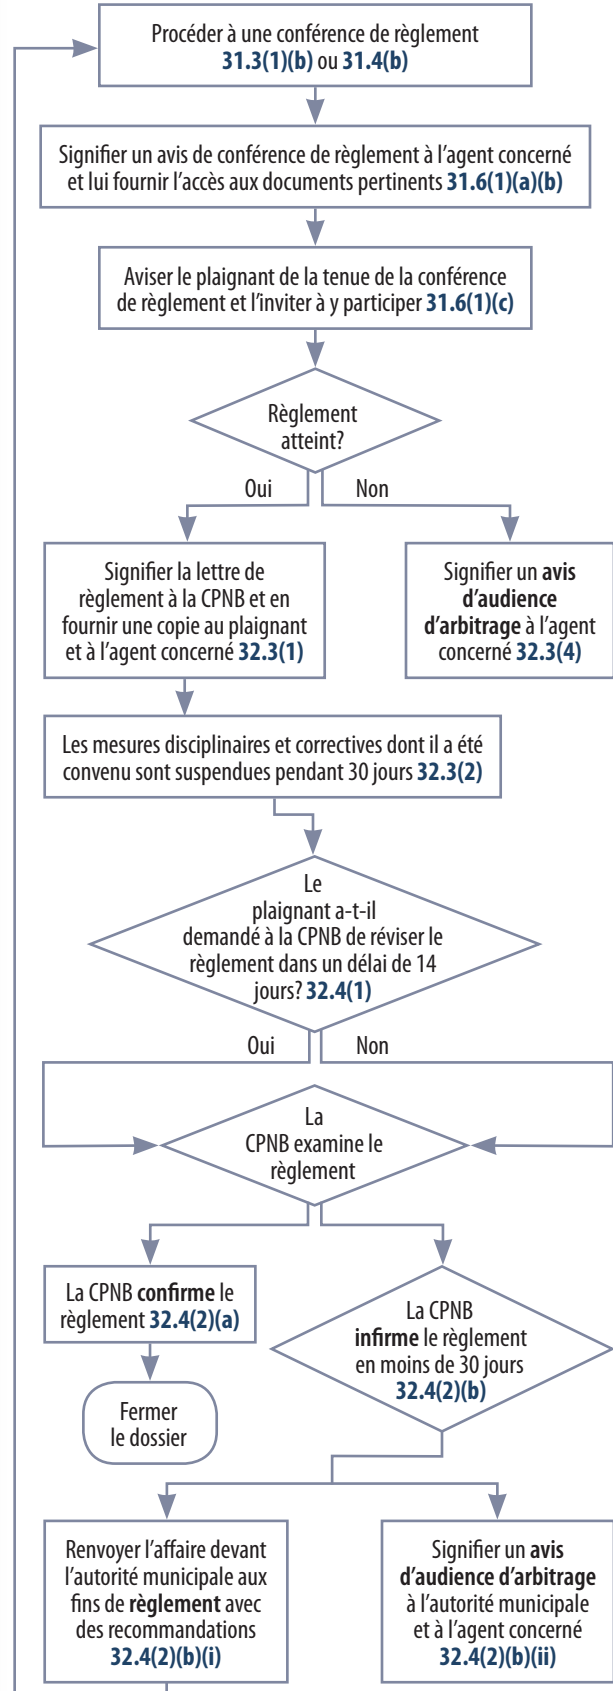 Procéder à une conférence de règlement
31.3(1)(b) ou 31.4(b)
Signifier un avis de conférence de règlement à l'agent concerné
et lui fournir l'accès aux documents pertinents 31.6(1)(a)(b)
Aviser le plaignant de la tenue de la conférence
de règlement et l'inviter à y participer 31.6(1)(c)
Règlement
atteint?
Oui
Non
Signifier la lettre de
règlement à la CPNB et en
fournir une copie au plaignant
et à l'agent concerné 32.3(1)
Signifier un avis
d'audience
d'arbitrage à l'agent
concerné 32.3(4)
Les mesures disciplinaires et correctives dont il a été
convenu sont suspendues pendant 30 jours 32.3(2)
Le
plaignant a-t-il
demandé à la CPNB de réviser le
règlement dans un délai de 14
jours? 32.4(1)
Oui
Non
La
CPNB examine le
règlement
La CPNB confirme le
règlement 32.4(2)(a)
La CPNB
infirme le règlement
en moins de 30 jours
32.4(2)(b)
Fermer
le dossier
Renvoyer l'affaire devant
l'autorité municipale aux
fins de règlement avec
des recommandations
32.4(2)(b)(i)
Signifier un avis
d'audience d'arbitrage
à l'autorité municipale
et à l'agent concerné
32.4(2)(b)(ii)